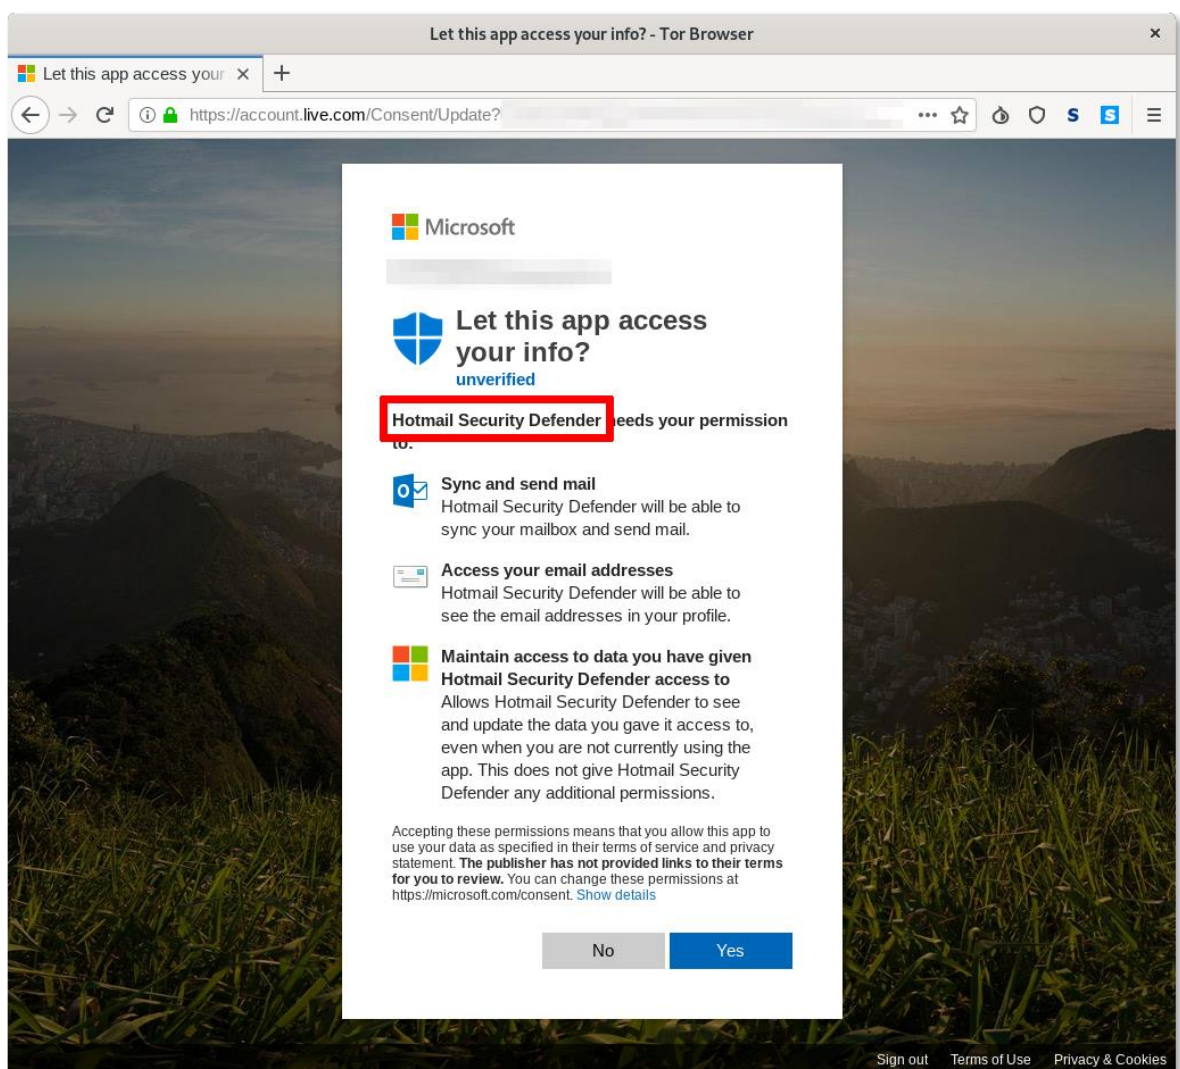 Let this app access your info? - Tor Browser
Let this app access your
https://account.live.com/Consent/Update?
S S
Microsoft
Let this app access
your info?
unverified
Hotmail Security Defender needs your permission
to:
Sync and send mail
Hotmail Security Defender will be able to
sync your mailbox and send mail.
Access your email addresses
Hotmail Security Defender will be able to
see the email addresses in your profile.
Maintain access to data you have given
Hotmail Security Defender access to
Allows Hotmail Security Defender to see
and update the data you gave it access to,
even when you are not currently using the
app. This does not give Hotmail Security
Defender any additional permissions.
Accepting these permissions means that you allow this app to
use your data as specified in their terms of service and privacy
statement. The publisher has not provided links to their terms
for you to review. You can change these permissions at
https://microsoft.com/consent. Show details
No Yes
Sign out Terms of Use Privacy & Cookies